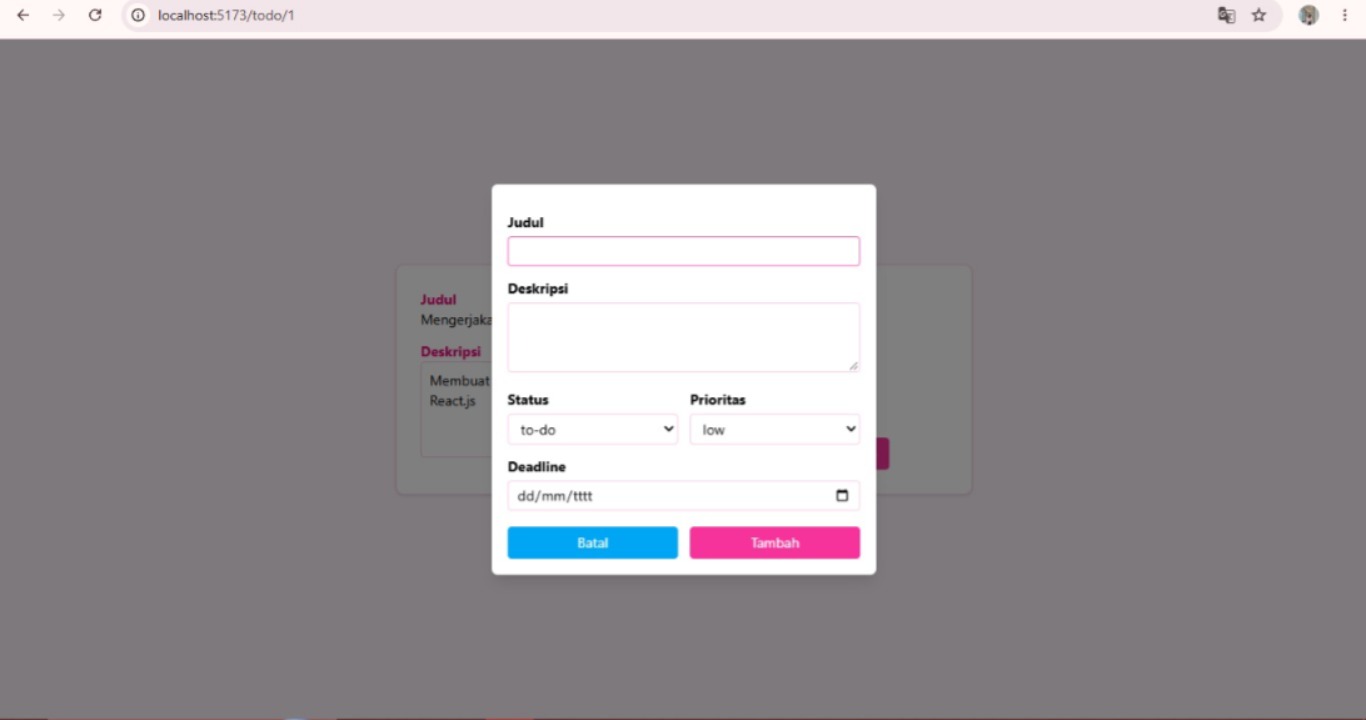 localhost:5173/todo/1
Judul
Deskripsi
Status Prioritas
to-do low
Deadline
dd/mm/tttt
Batal Tambah
Judul
Deskripsi
Membuat
React.js